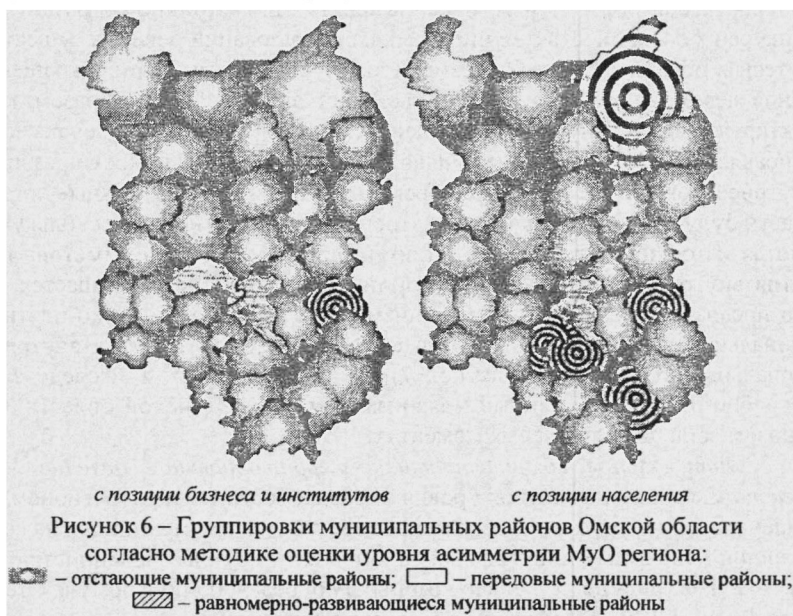 с позиции бизнеса и институтов
с позиции населения
Рисунок 6 – Группировки муниципальных районов Омской области
согласно методике оценки уровня асимметрии МуО региона:
– отстающие муниципальные районы; – передовые муниципальные районы;
– равномерно-развивающиеся муниципальные районы